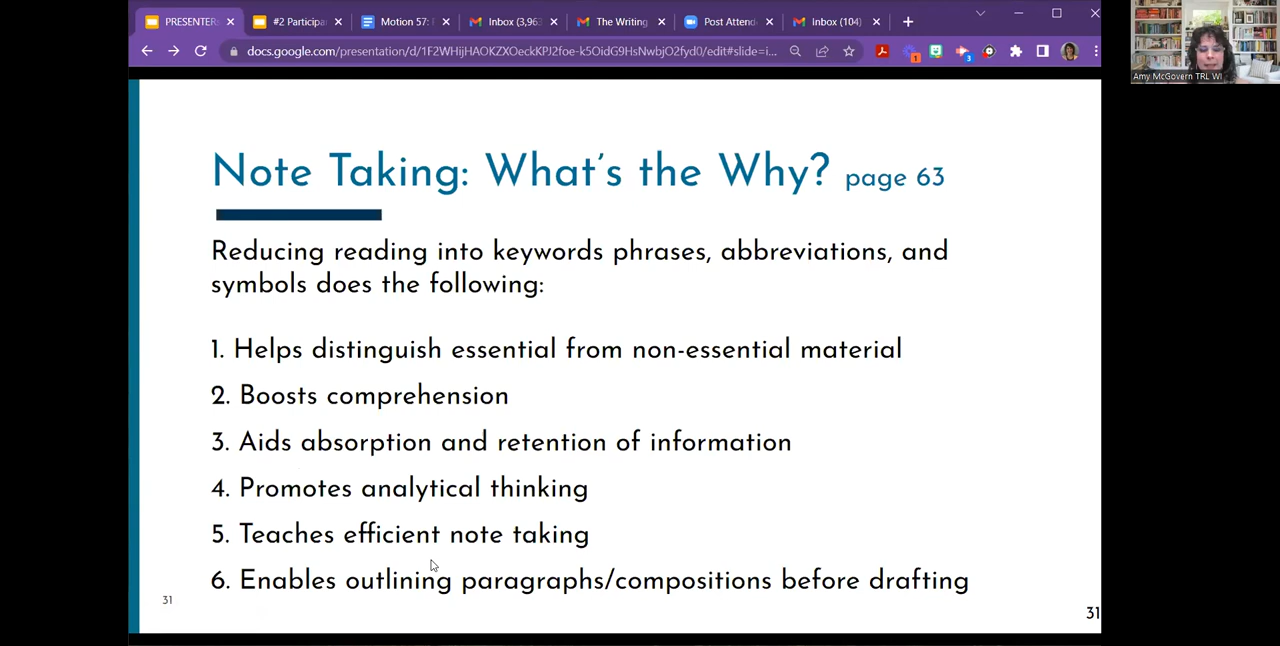 PRESENTER:
#2 Participa
Motion 57:
Inbox (3,963
The Writing
Post Attend
Inbox (104)
docs.google.com/presentation/d/1F2WHijHAOKZXOeckKPJ2foe-k5OidG9HsNwbjO2fyd0/edit#slide=i...
1
3
Amy McGovern TRL WI
Note Taking: What's the Why? page 63
Reducing reading into keywords phrases, abbreviations, and
symbols does the following:
1. Helps distinguish essential from non-essential material
2. Boosts comprehension
3. Aids absorption and retention of information
4. Promotes analytical thinking
5. Teaches efficient note taking
6. Enables outlining paragraphs/compositions before drafting
31
31